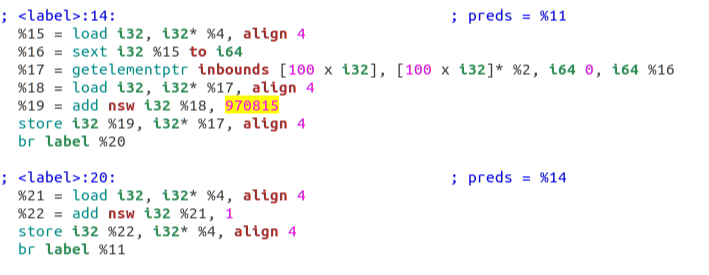 ; <label>:14: ; preds = %11
%15 = load i32, i32* %4, align 4
%16 = sext i32 %15 to i64
%17 = getelementptr inbounds [100 x i32], [100 x i32]* %2, i64 0, i64 %16
%18 = load i32, i32* %17, align 4
%19 = add nsw i32 %18, 970815
store i32 %19, i32* %17, align 4
br label %20
; <label>:20: ; preds = %14
%21 = load i32, i32* %4, align 4
%22 = add nsw i32 %21, 1
store i32 %22, i32* %4, align 4
br label %11